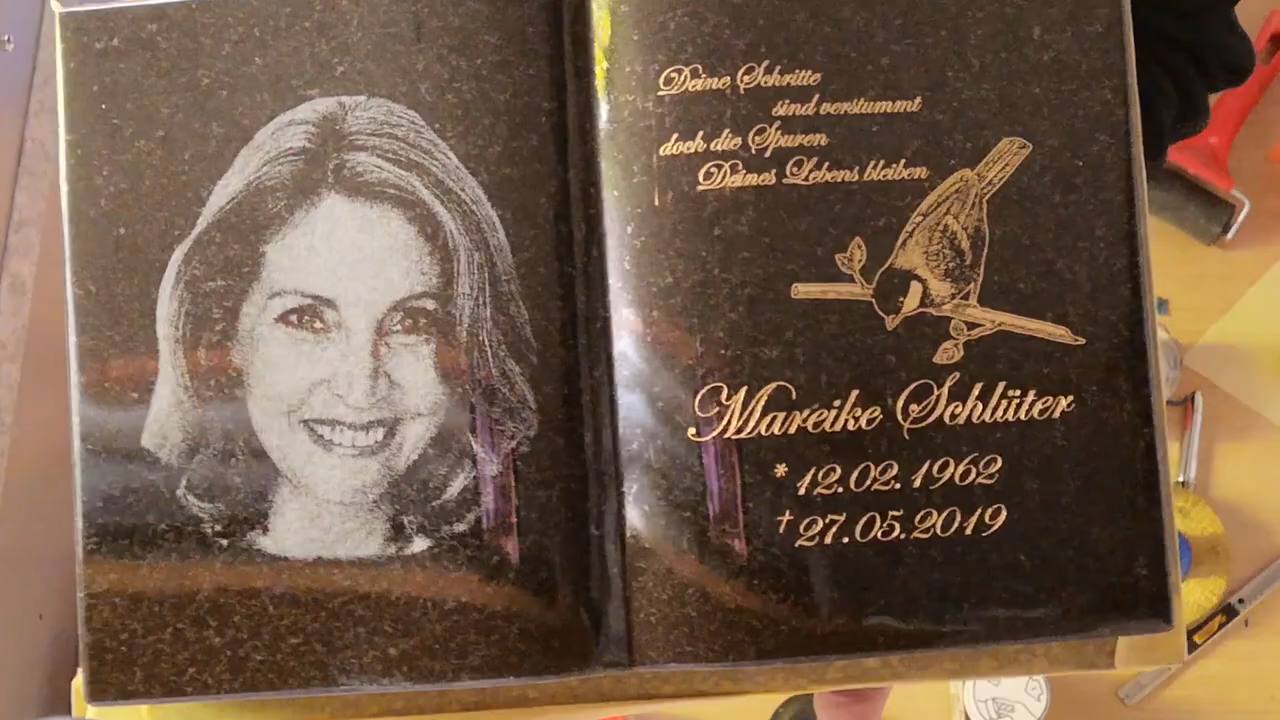 Deine Schritte
sind verstummt
doch die Spuren
Deines Lebens bleiben
Mareike Schlüter
* 12.02.1962
† 27.05.2019